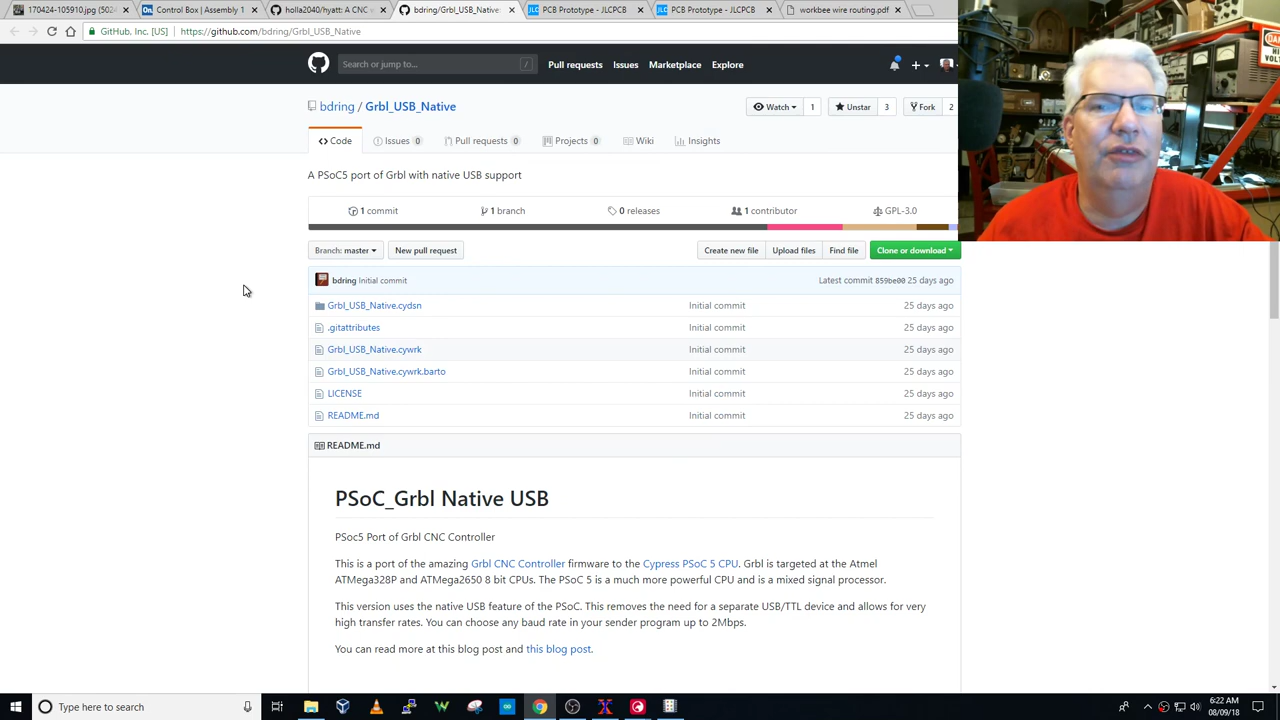 170424-105910.jpg (502
Control Box | Assembly 1
holla2040/hyatt: A CNC v
bdring/Grbl_USB_Native:
PCB Prototype - JLCPCB
PCB Prototype - JLCPCB
workbee wire routing.pdf
GitHub, Inc. [US] https://github.com/bdring/Grbl_USB_Native
Search or jump to... / Pull requests Issues Marketplace Explore
bdring / Grbl_USB_Native Watch 1 Unstar 3 Fork 2
Code Issues 0 Pull requests 0 Projects 0 Wiki Insights
A PSoC5 port of Grbl with native USB support
1 commit 1 branch 0 releases 1 contributor GPL-3.0
Branch: master New pull request Create new file Upload files Find file Clone or download
bdring Initial commit Latest commit 859be00 25 days ago
Grbl_USB_Native.cydsn Initial commit 25 days ago
.gitattributes Initial commit 25 days ago
Grbl_USB_Native.cywrk Initial commit 25 days ago
Grbl_USB_Native.cywrk.barto Initial commit 25 days ago
LICENSE Initial commit 25 days ago
README.md Initial commit 25 days ago
README.md
PSoC_Grbl Native USB
PSoc5 Port of Grbl CNC Controller
This is a port of the amazing Grbl CNC Controller firmware to the Cypress PSoC 5 CPU. Grbl is targeted at the Atmel
ATMega328P and ATMega2650 8 bit CPUs. The PSoC 5 is a much more powerful CPU and is a mixed signal processor.
This version uses the native USB feature of the PSoC. This removes the need for a separate USB/TTL device and allows for very
high transfer rates. You can choose any baud rate in your sender program up to 2Mbps.
You can read more at this blog post and this blog post.
Type here to search
6:22 AM
08/09/18